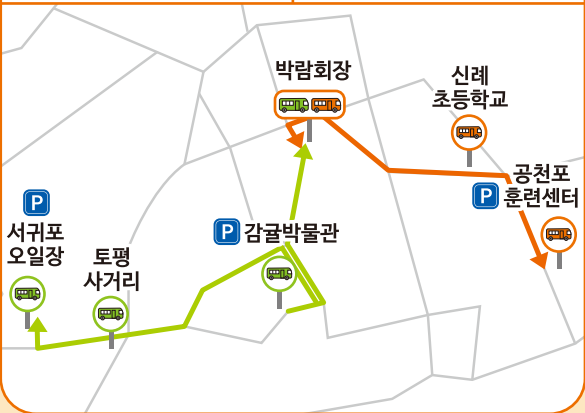 박람회장
신례
초등학교
P 공천포
훈련센터
P 감귤박물관
P
서귀포
오일장
토평
사거리